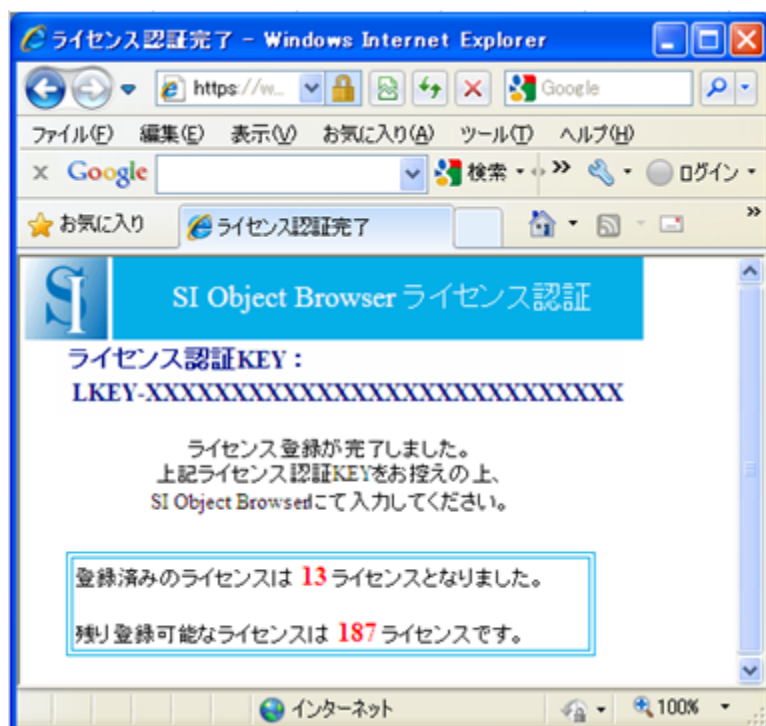 ライセンス認証完了 - Windows Internet Explorer
https://w...
Google
ファイル(F) 編集(E) 表示(V) お気に入り(A) ツール(T) ヘルプ(H)
x Google 検索 ログイン
お気に入り ライセンス認証完了
SI SI Object Browser ライセンス認証
ライセンス認証KEY:
LKEY-XXXXXXXXXXXXXXXXXXXXXXXXXXXXX
ライセンス登録が完了しました。
上記ライセンス認証KEYをお控えの上、
SI Object Browserにて入力してください。
登録済みのライセンスは 13 ライセンスとなりました。
残り登録可能なライセンスは 187 ライセンスです。
インターネット 100%